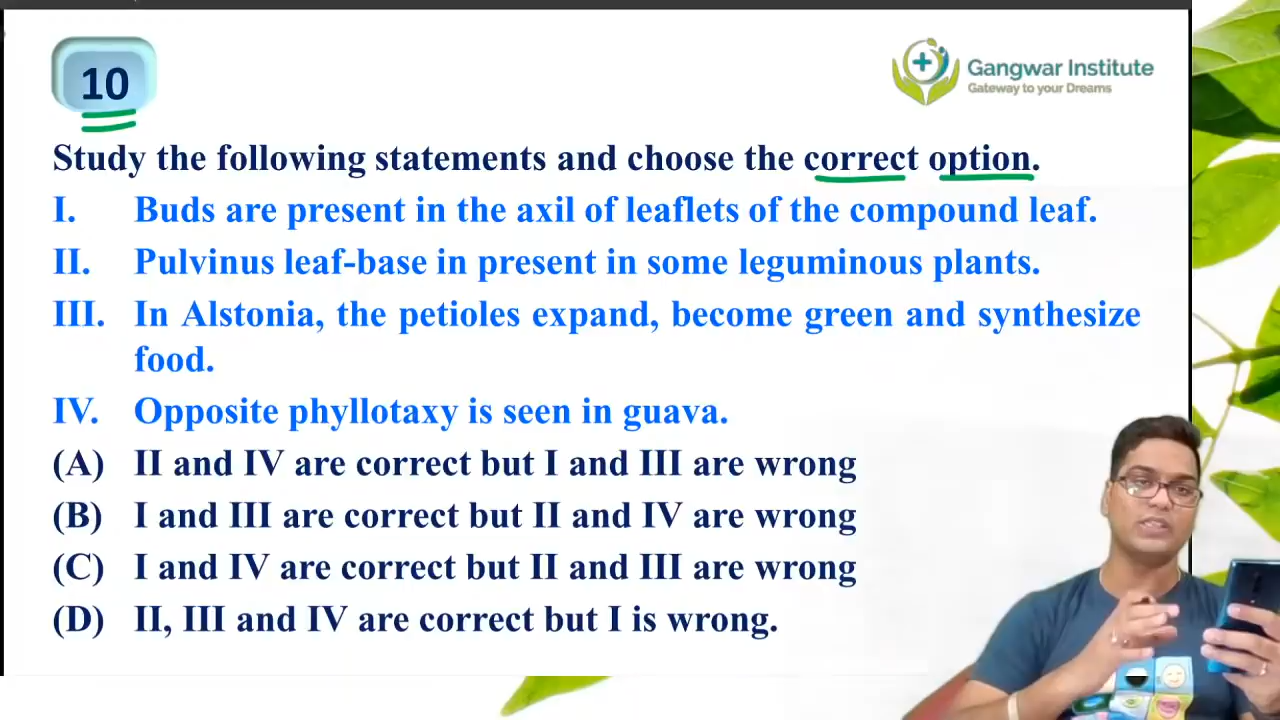 10
Gangwar Institute
Gateway to your Dreams
Study the following statements and choose the correct option.
I. Buds are present in the axil of leaflets of the compound leaf.
II. Pulvinus leaf-base in present in some leguminous plants.
III. In Alstonia, the petioles expand, become green and synthesize
food.
IV. Opposite phyllotaxy is seen in guava.
(A) II and IV are correct but I and III are wrong
(B) I and III are correct but II and IV are wrong
(C) I and IV are correct but II and III are wrong
(D) II, III and IV are correct but I is wrong.